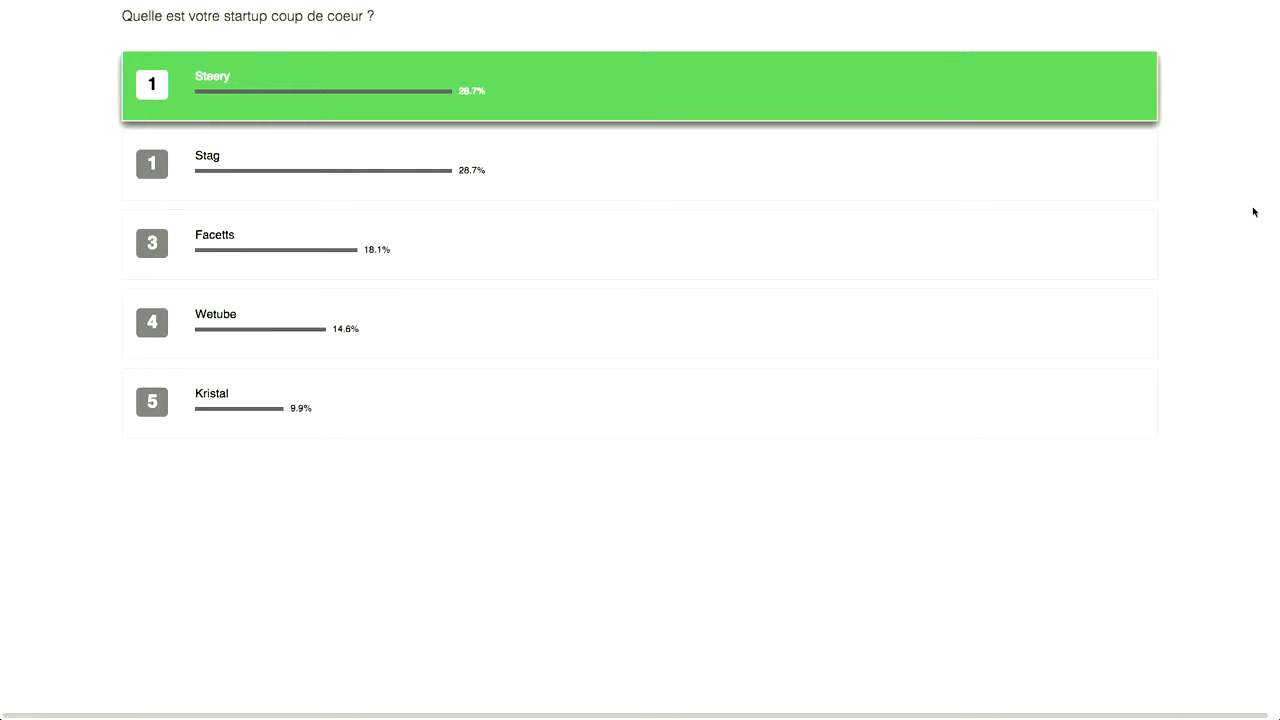 Quelle est votre startup coup de coeur ?
1
Steery
28.7%
1
Stag
28.7%
3
Facetts
18.1%
4
Wetube
14.6%
5
Kristal
9.9%